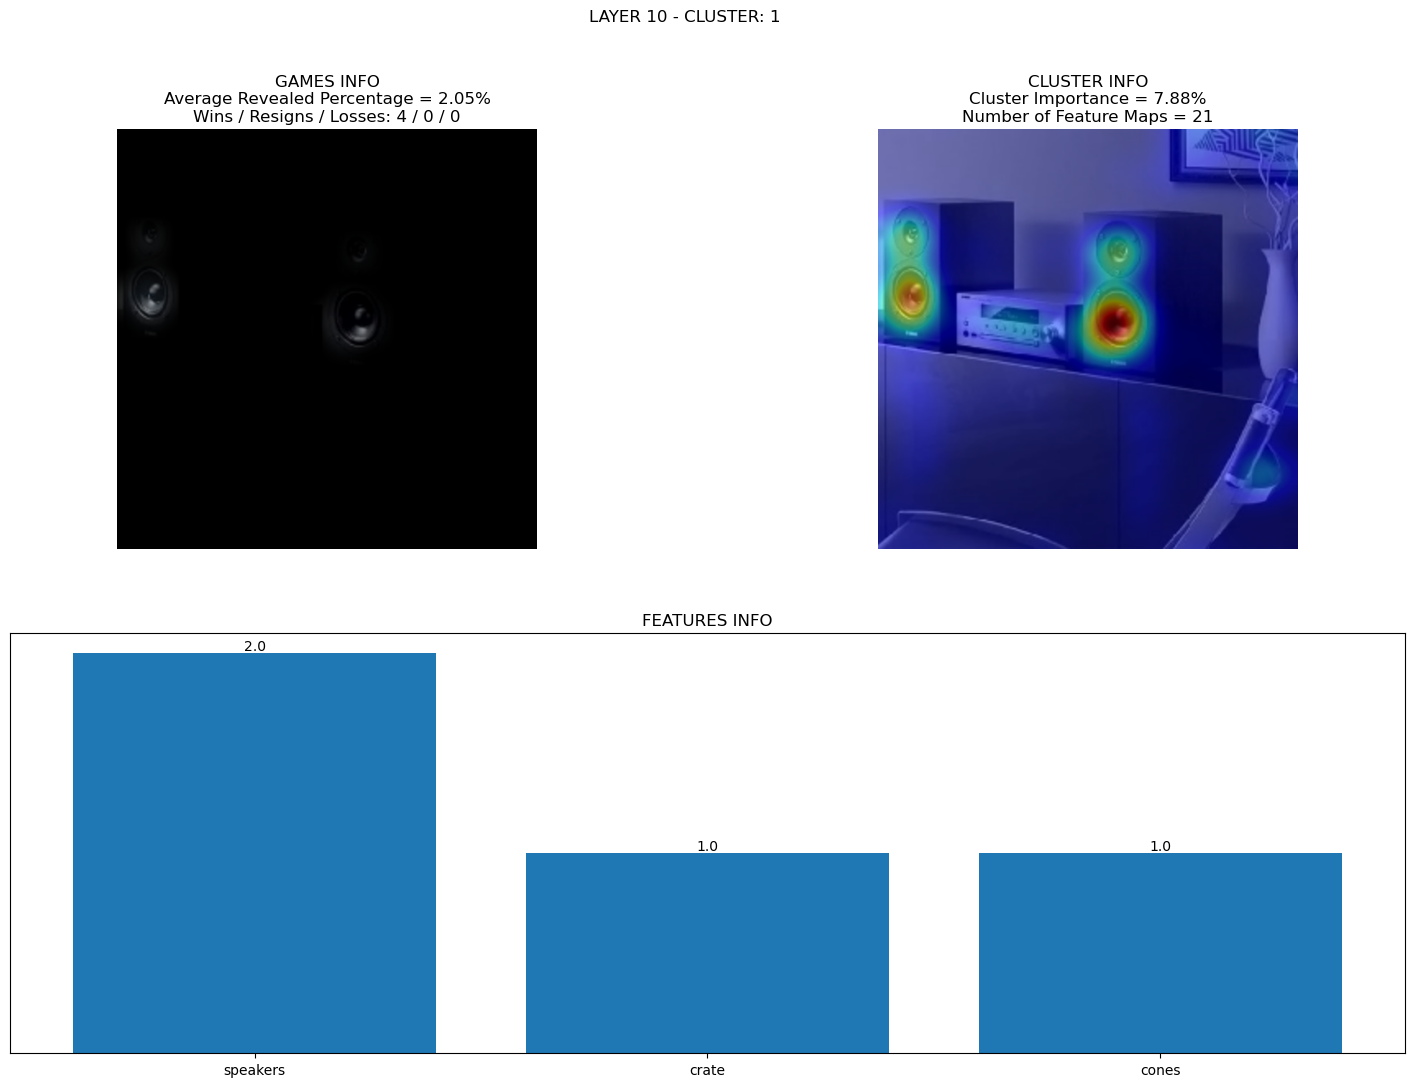 LAYER 10 - CLUSTER: 1
GAMES INFO
Average Revealed Percentage = 2.05%
Wins / Resigns / Losses: 4 / 0 / 0
CLUSTER INFO
Cluster Importance = 7.88%
Number of Feature Maps = 21
FEATURES INFO
2.0
1.0
1.0
speakers
crate
cones